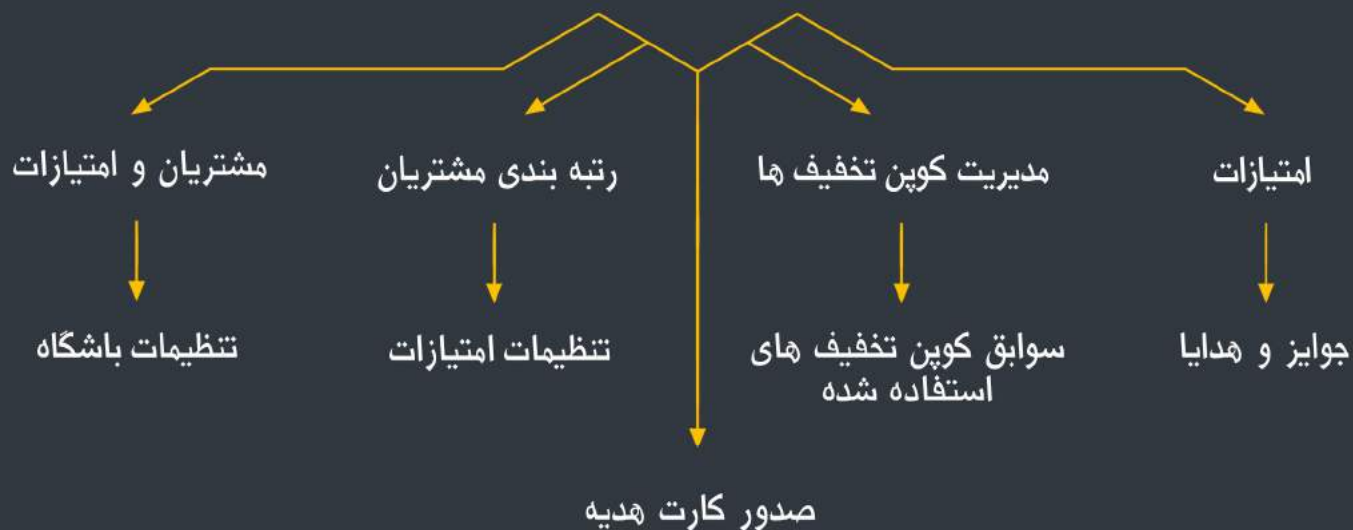 امتیازات
مدیریت کوپن تخفیف ها
رتبه بندی مشتریان
مشتریان و امتیازات
جوایز و هدایا
سوابق کوپن تخفیف های
استفاده شده
تنظیمات امتیازات
تنظیمات باشگاه
صدور کارت هدیه